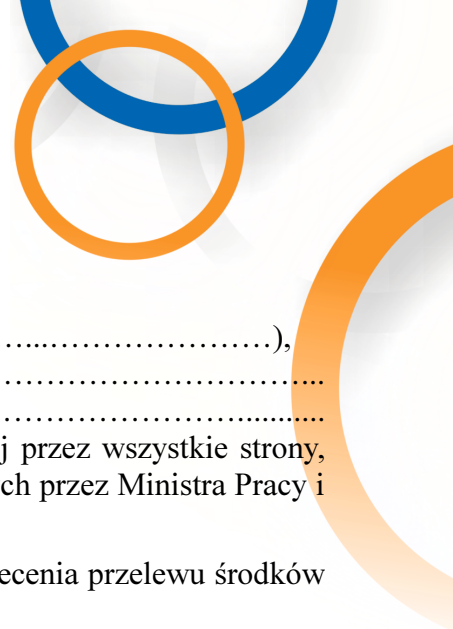 …...…………………),
…………………………...
……………………...........
j przez wszystkie strony,
ch przez Ministra Pracy i
ecenia przelewu środków